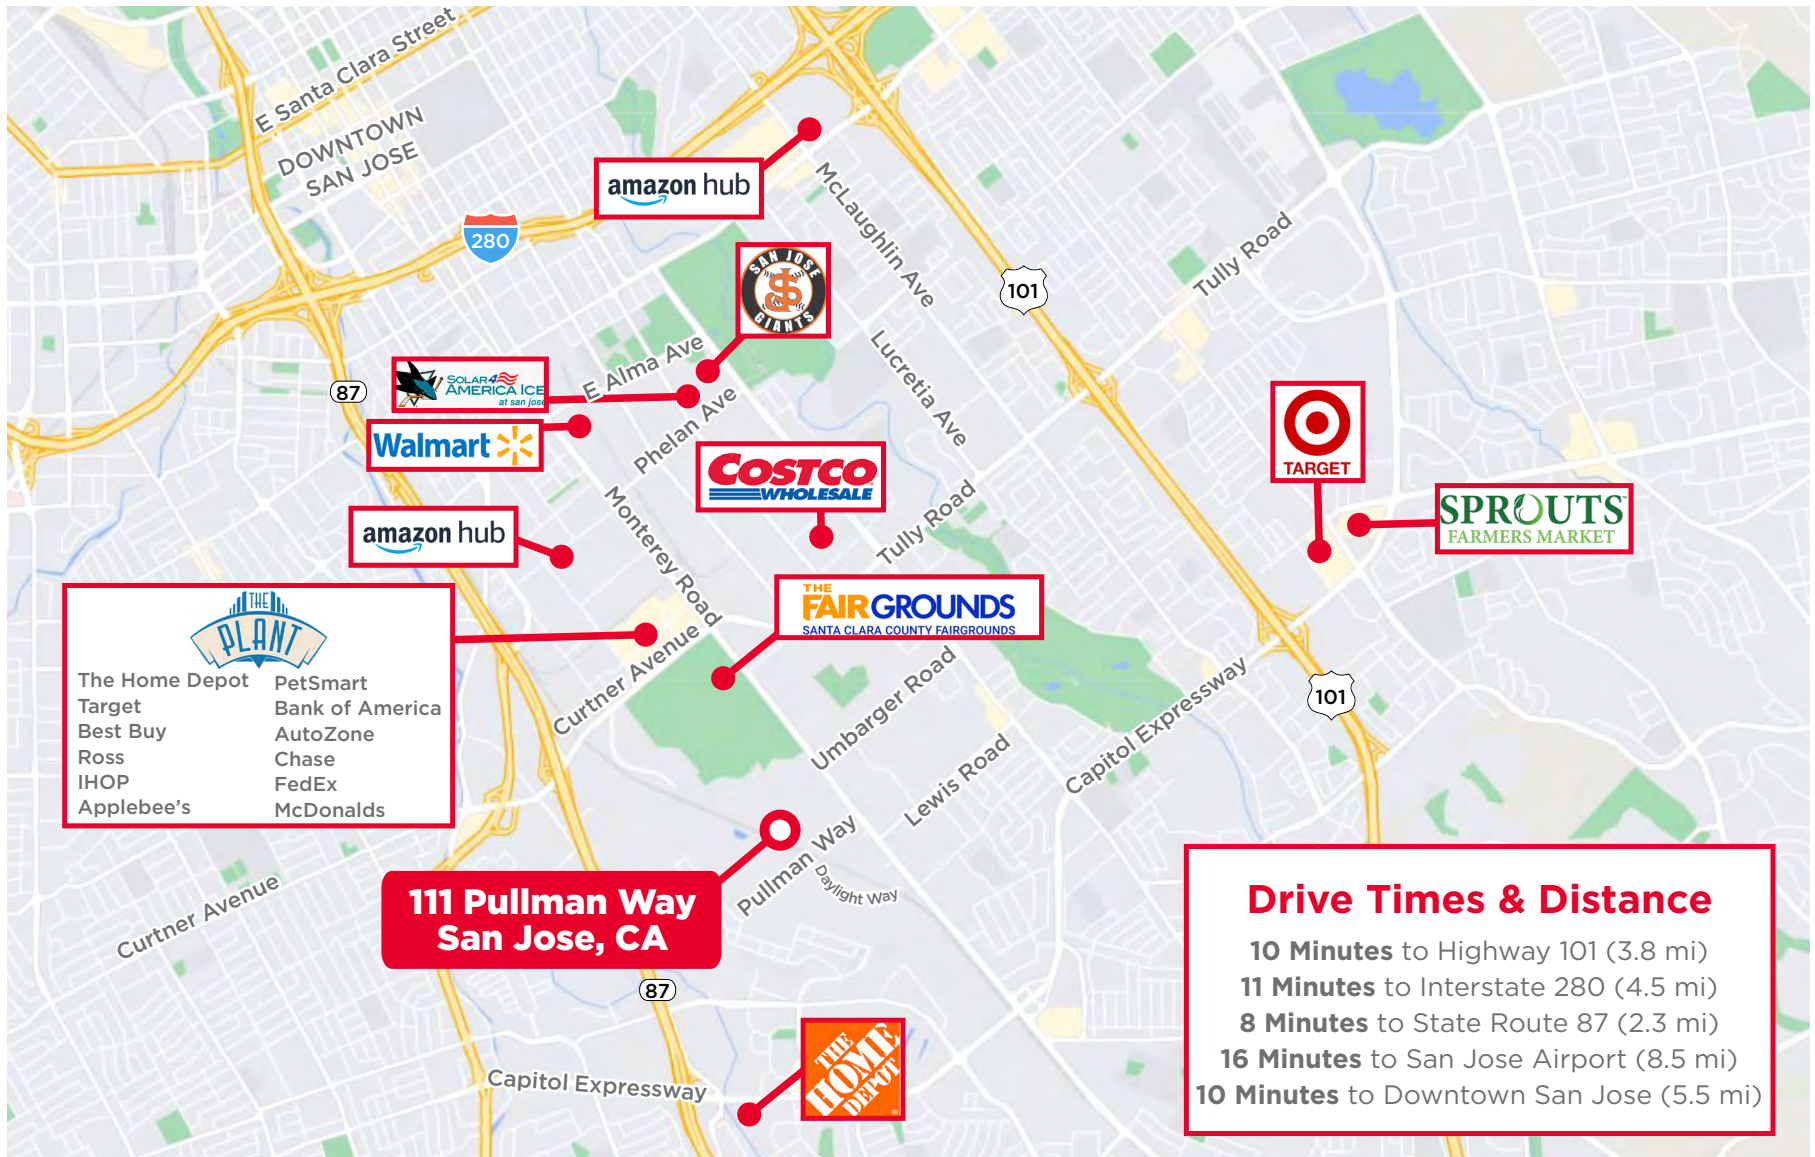 E Santa Clara Street
DOWNTOWN
SAN JOSE
280
amazon hub
McLaughlin Ave
SAN JOSE
SJ
GIANTS
101
Tully Road
E Alma Ave
Lucretia Ave
87
SOLAR4
AMERICA ICE
at san jose
Walmart
Phelan Ave
COSTCO
WHOLESALE
TARGET
SPROUTS
FARMERS MARKET
amazon hub
Monterey Road
Tully Road
THE
FAIRGROUNDS
SANTA CLARA COUNTY FAIRGROUNDS
THE
PLANT
The Home Depot
Target
Best Buy
Ross
IHOP
Applebee's
PetSmart
Bank of America
AutoZone
Chase
FedEx
McDonalds
Curtner Avenue
Umbarger Road
Capitol Expressway
101
Lewis Road
Pullman Way
Daylight Way
Curtner Avenue
111 Pullman Way
San Jose, CA
87
Capitol Expressway
THE
HOME
DEPOT
Drive Times & Distance
10 Minutes to Highway 101 (3.8 mi)
11 Minutes to Interstate 280 (4.5 mi)
8 Minutes to State Route 87 (2.3 mi)
16 Minutes to San Jose Airport (8.5 mi)
10 Minutes to Downtown San Jose (5.5 mi)